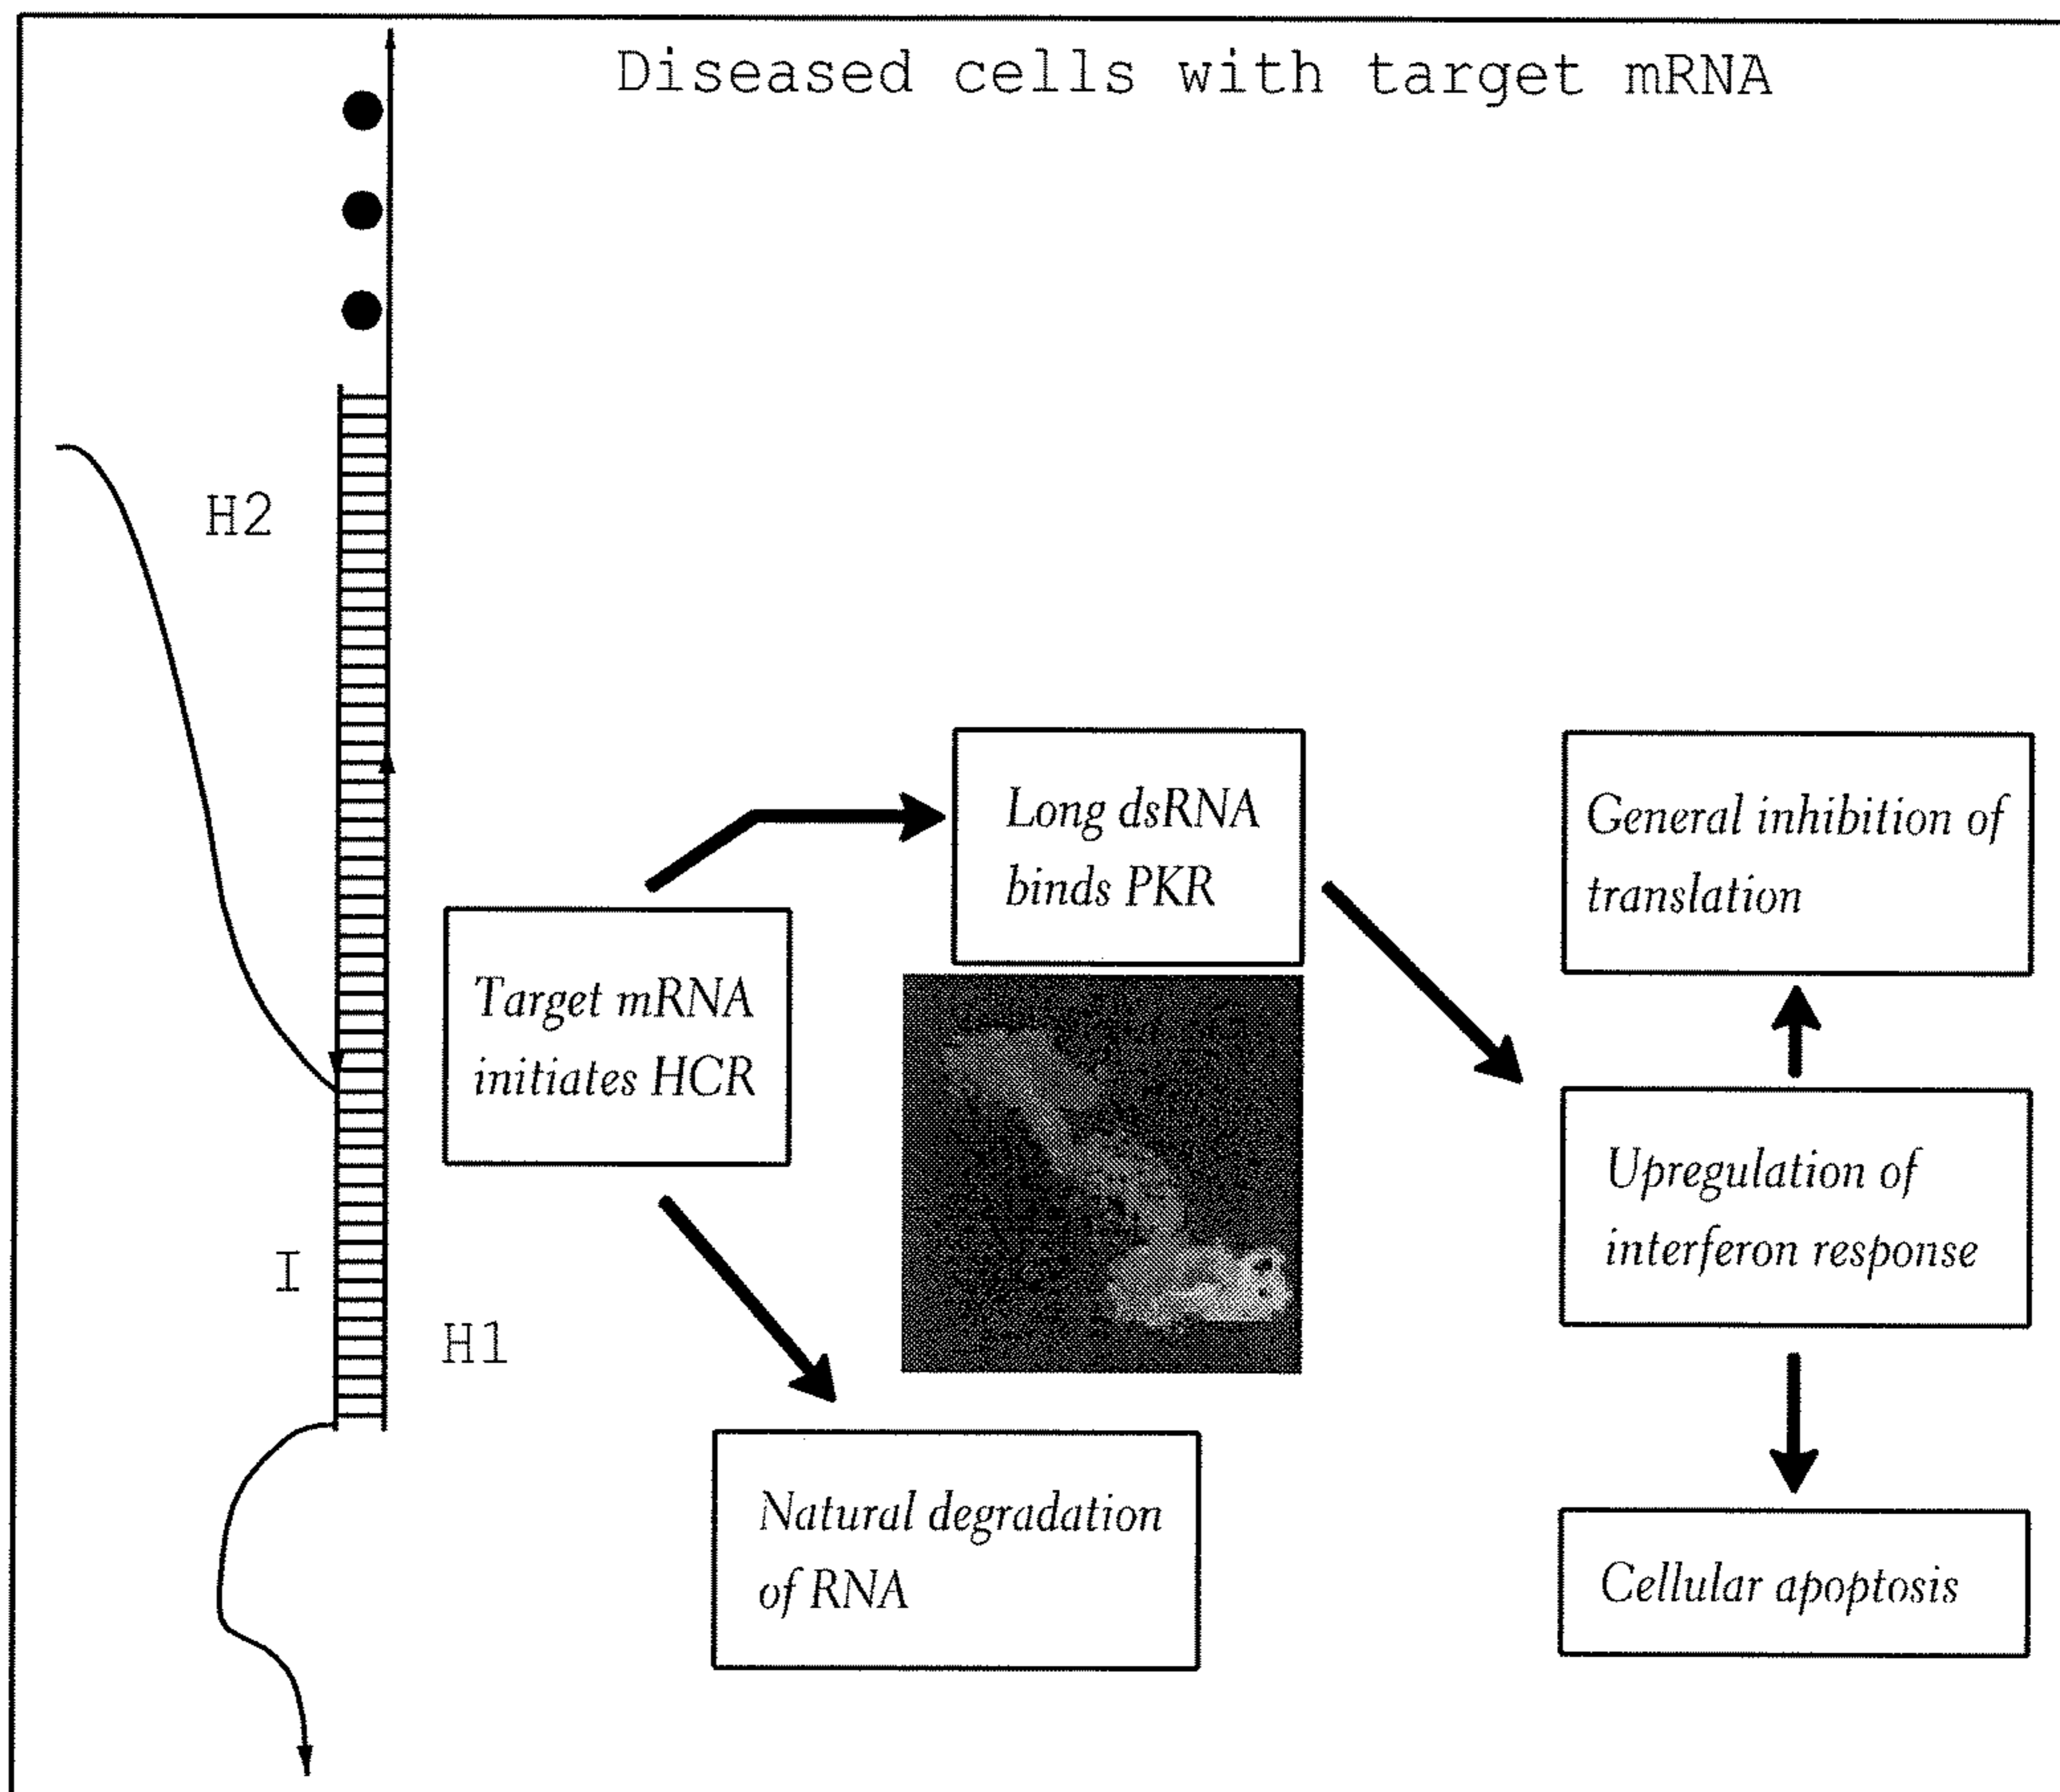 Diseased cells with target mRNA
H2
Long dsRNA
binds PKR
General inhibition of
translation
Target mRNA
initiates HCR
Upregulation of
interferon response
I
H1
Natural degradation
of RNA
Cellular apoptosis